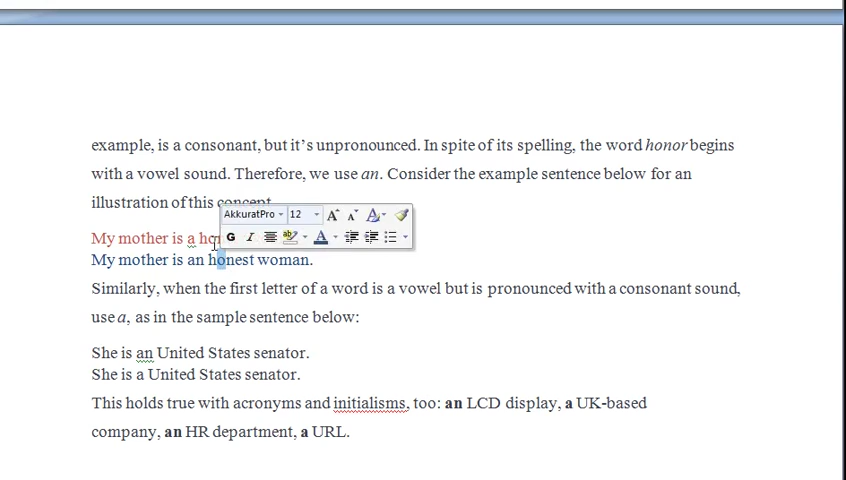 example, is a consonant, but it's unpronounced. In spite of its spelling, the word honor begins
with a vowel sound. Therefore, we use an. Consider the example sentence below for an
illustration of this concept
AkkuratPro 12 A A A
My mother is a
G I A
My mother is an honest woman.
Similarly, when the first letter of a word is a vowel but is pronounced with a consonant sound,
use a, as in the sample sentence below:
She is an United States senator.
She is a United States senator.
This holds true with acronyms and initialisms, too: an LCD display, a UK-based
company, an HR department, a URL.